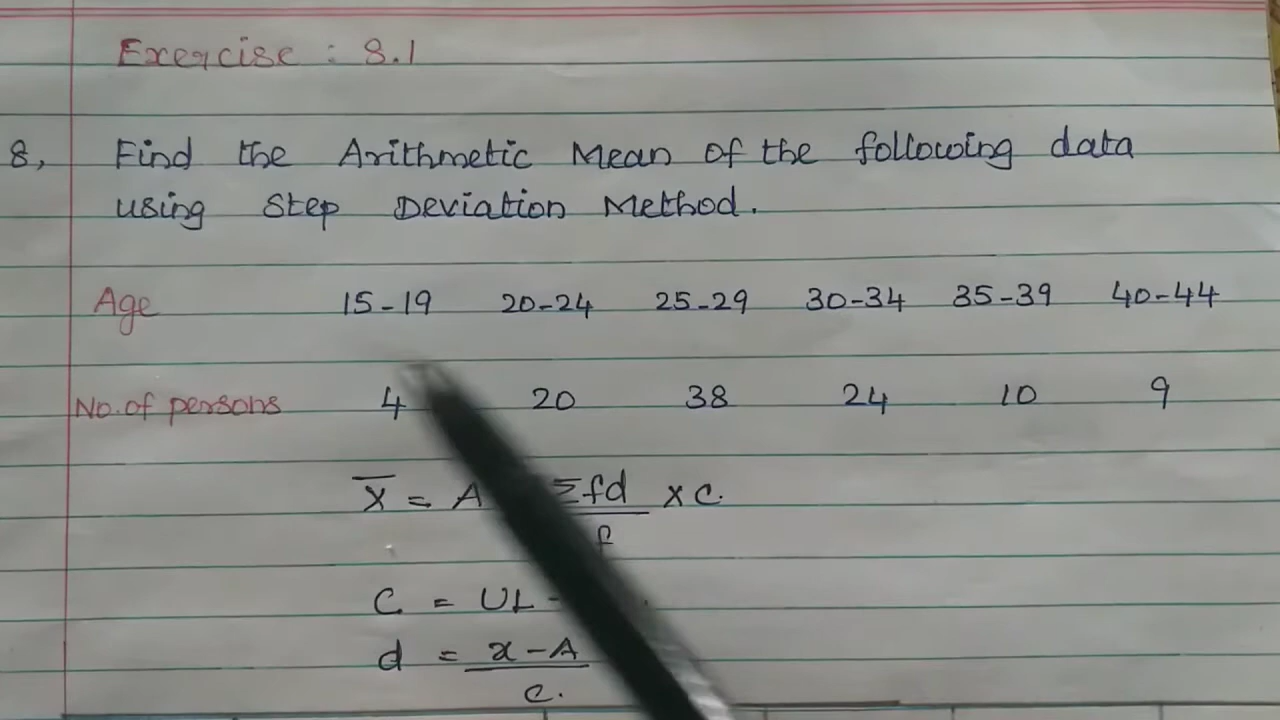 Exercise : 8.1
8, Find the Arithmetic Mean of the following data
using Step Deviation Method.
Age 15-19 20-24 25-29 30-34 35-39 40-44
No. of persons 4 20 38 24 10 9
X̅ = A Σfd × C.
f
C = UL -
d = x - A
C.